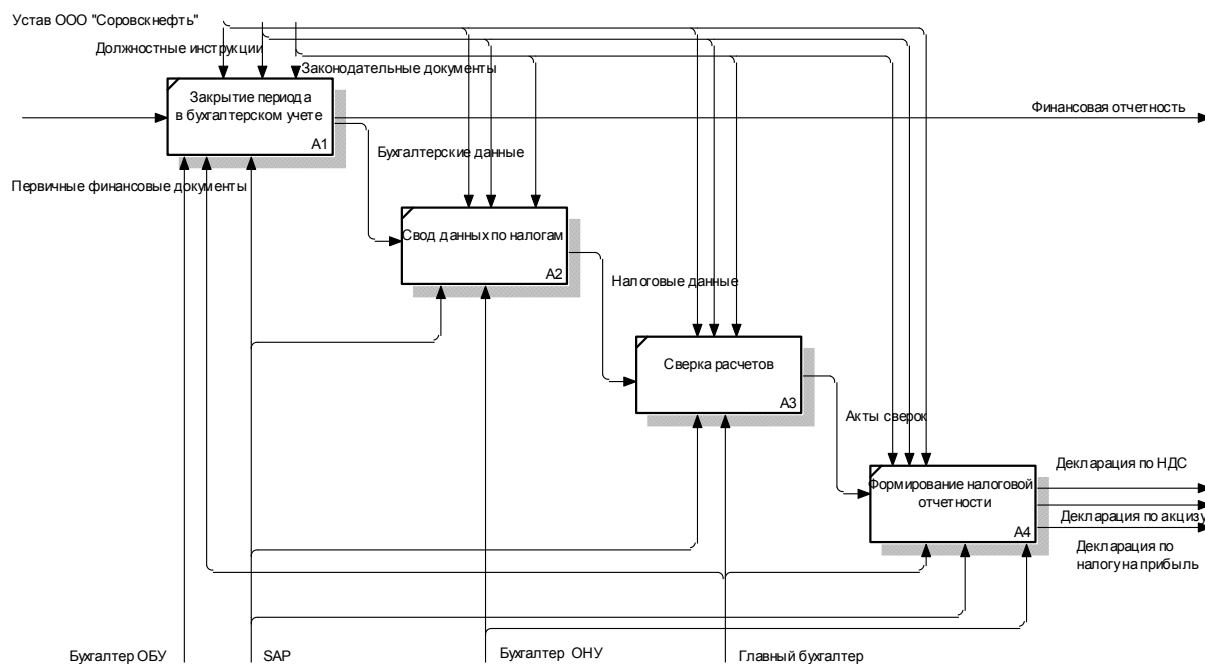 Устав ООО "Соровскнефть"
Должностные инструкции
Законодательные документы
Закрытие периода
в бухгалтерском учете
A1
Финансовая отчетность
Бухгалтерские данные
Первичные финансовые документы
Свод данных по налогам
A2
Налоговые данные
Сверка расчетов
A3
Акты сверок
Декларация по НДС
Формирование налоговой
отчетности
A4
Декларация по акцизу
Декларация по
налогу на прибыль
Бухгалтер ОБУ
SAP
Бухгалтер ОНУ
Главный бухгалтер